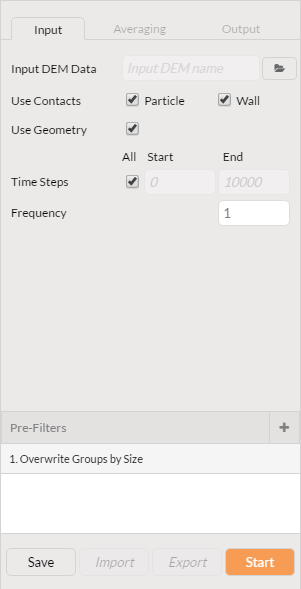 Input Averaging Output
Input DEM Data Input DEM name
Use Contacts Particle Wall
Use Geometry
All Start End
Time Steps 0 10000
Frequency 1
Pre-Filters +
1. Overwrite Groups by Size
Save Import Export Start